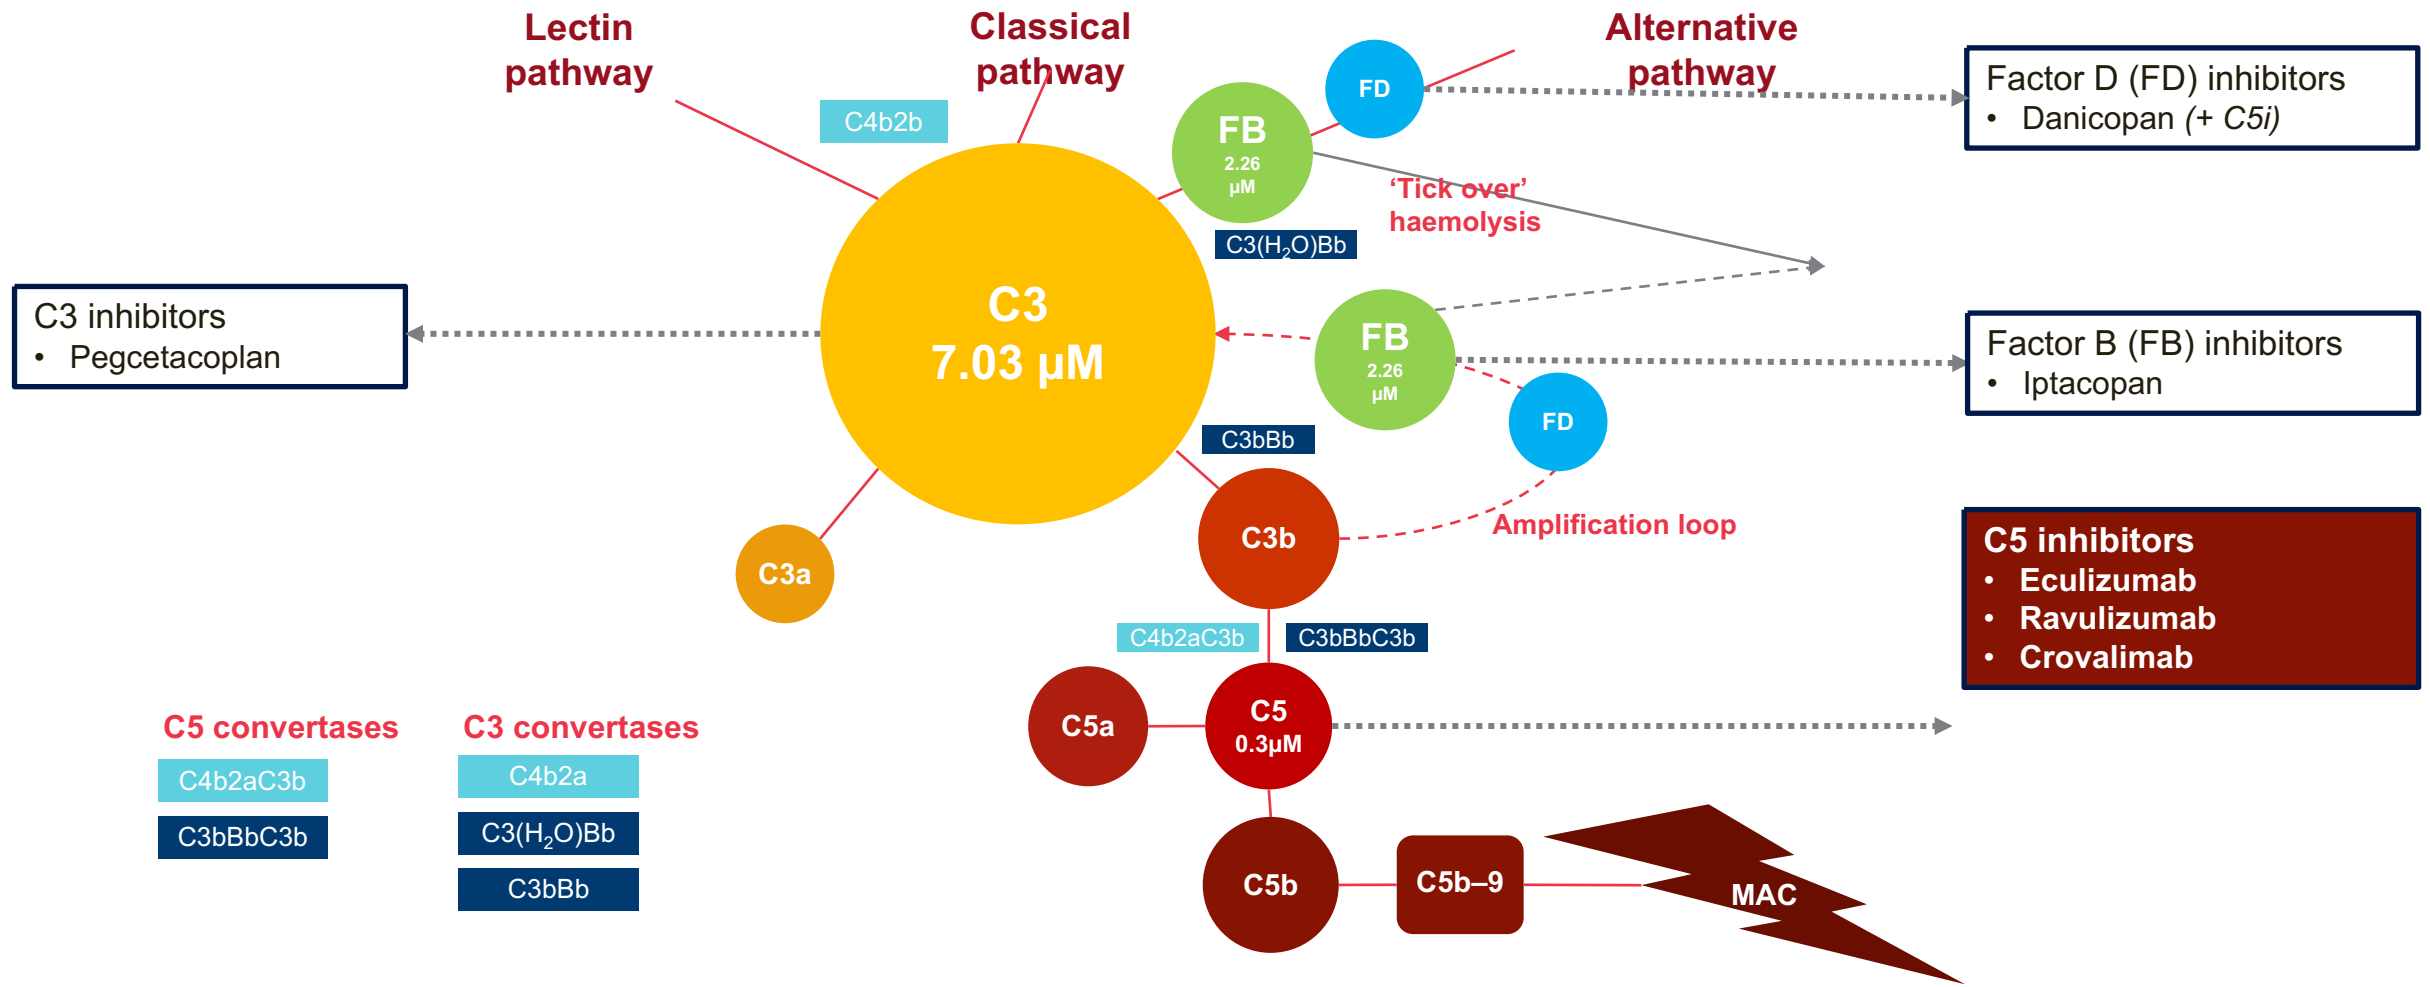 Lectin
pathway
Classical
pathway
Alternative
pathway
C4b2b
FB
2.26
µM
FD
Factor D (FD) inhibitors
• Danicopan (+ C5i)
‘Tick over’
haemolysis
C3(H₂O)Bb
C3 inhibitors
• Pegcetacoplan
C3
7.03 µM
FB
2.26
µM
FD
Factor B (FB) inhibitors
• Iptacopan
C3bBb
C3b
Amplification loop
C3a
C5 inhibitors
• Eculizumab
• Ravulizumab
• Crovalimab
C4b2aC3b
C3bBbC3b
C5a
C5
0.3µM
C5 convertases
C4b2aC3b
C3bBbC3b
C3 convertases
C4b2a
C3(H₂O)Bb
C3bBb
C5b
C5b–9
MAC